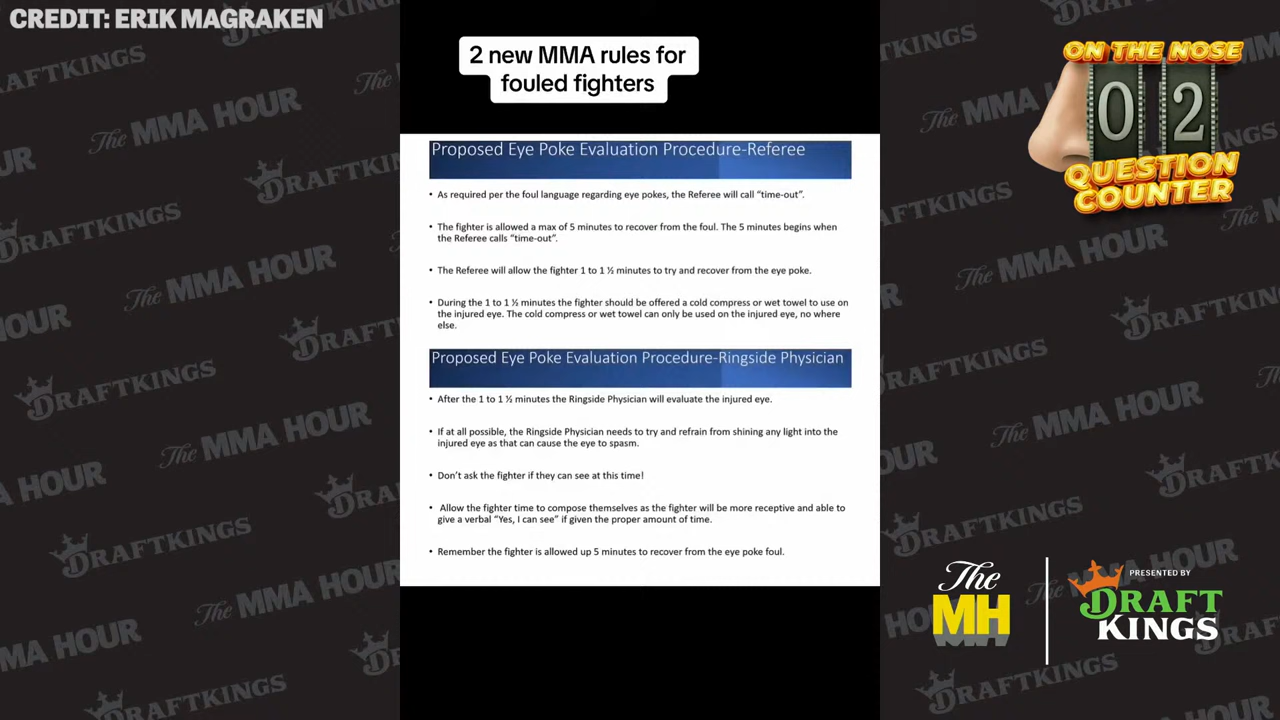 CREDIT: ERIK MAGRAKEN
2 new MMA rules for
fouled fighters
ON THE NOSE
02
QUESTION
COUNTER
Proposed Eye Poke Evaluation Procedure-Referee
• As required per the foul language regarding eye pokes, the Referee will call “time-out”.
• The fighter is allowed a max of 5 minutes to recover from the foul. The 5 minutes begins when
the Referee calls “time-out”.
• The Referee will allow the fighter 1 to 1 ½ minutes to try and recover from the eye poke.
• During the 1 to 1 ½ minutes the fighter should be offered a cold compress or wet towel to use on
the injured eye. The cold compress or wet towel can only be used on the injured eye, no where
else.
Proposed Eye Poke Evaluation Procedure-Ringside Physician
• After the 1 to 1 ½ minutes the Ringside Physician will evaluate the injured eye.
• If at all possible, the Ringside Physician needs to try and refrain from shining any light into the
injured eye as that can cause the eye to spasm.
• Don’t ask the fighter if they can see at this time!
• Allow the fighter time to compose themselves as the fighter will be more receptive and able to
give a verbal “Yes, I can see” if given the proper amount of time.
• Remember the fighter is allowed up 5 minutes to recover from the eye poke foul.
The
MH
PRESENTED BY
DRAFT
KINGS
The MMA HOUR
DRAFTKINGS